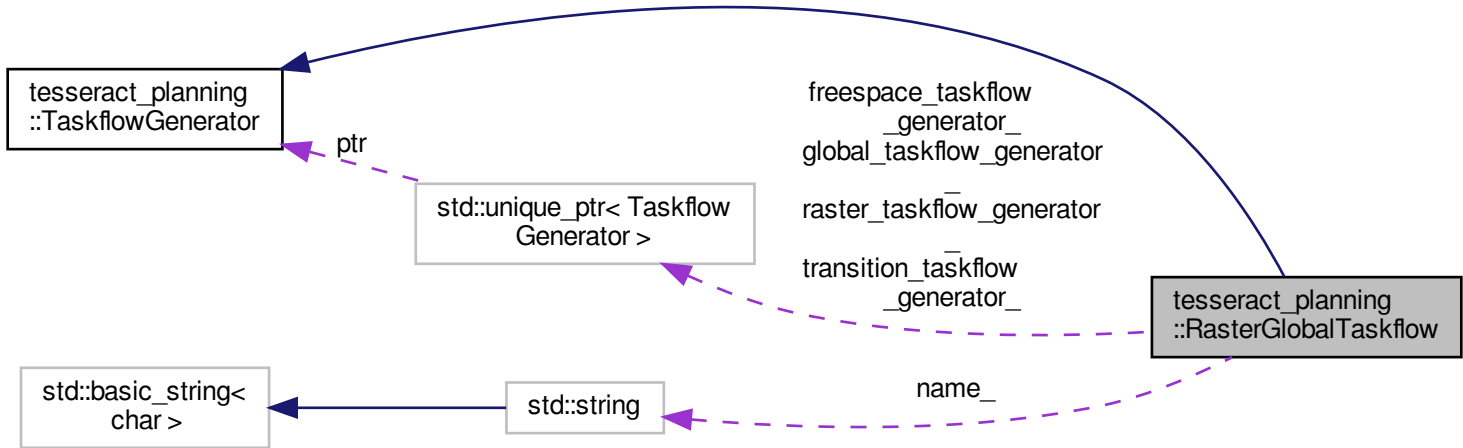 tesseract_planning
::TaskflowGenerator
ptr
std::unique_ptr< Taskflow
Generator >
freespace_taskflow
_generator_
global_taskflow_generator
_
raster_taskflow_generator
_
transition_taskflow
_generator_
tesseract_planning
::RasterGlobalTaskflow
std::basic_string<
char >
std::string
name_